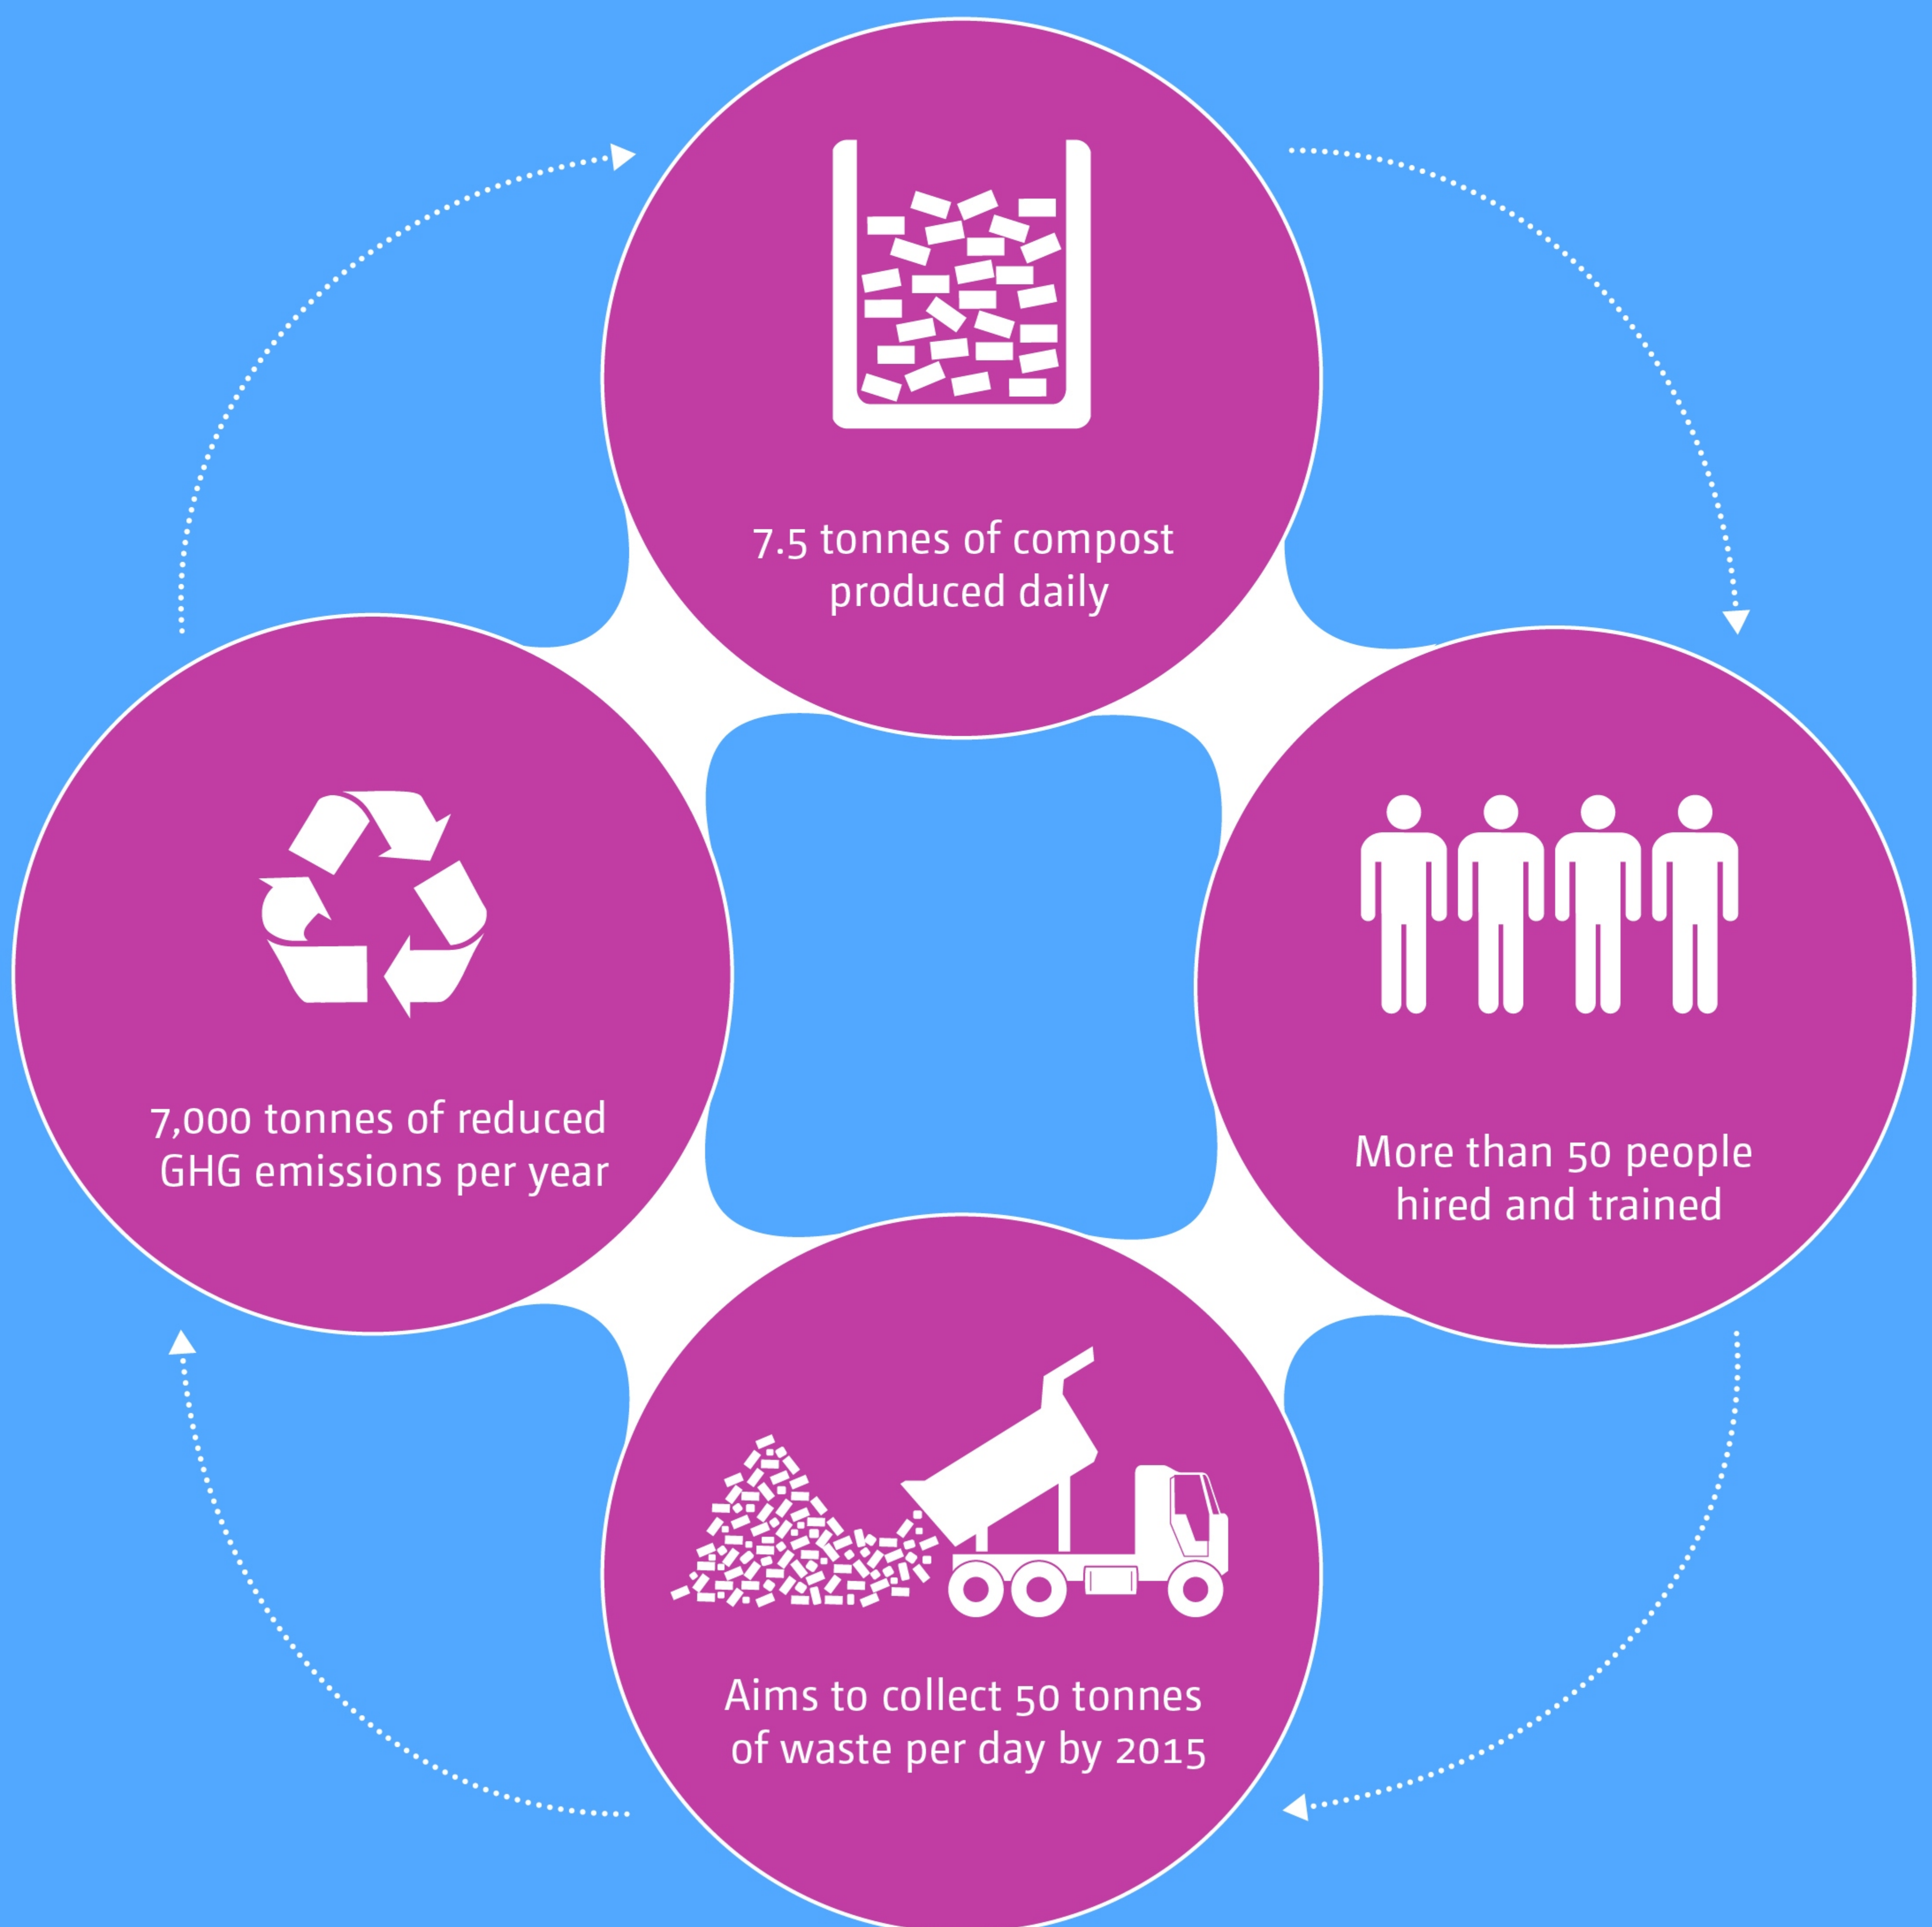 7.5 tonnes of compost
produced daily
7,000 tonnes of reduced
GHG emissions per year
More than 50 people
hired and trained
Aims to collect 50 tonnes
of waste per day by 2015